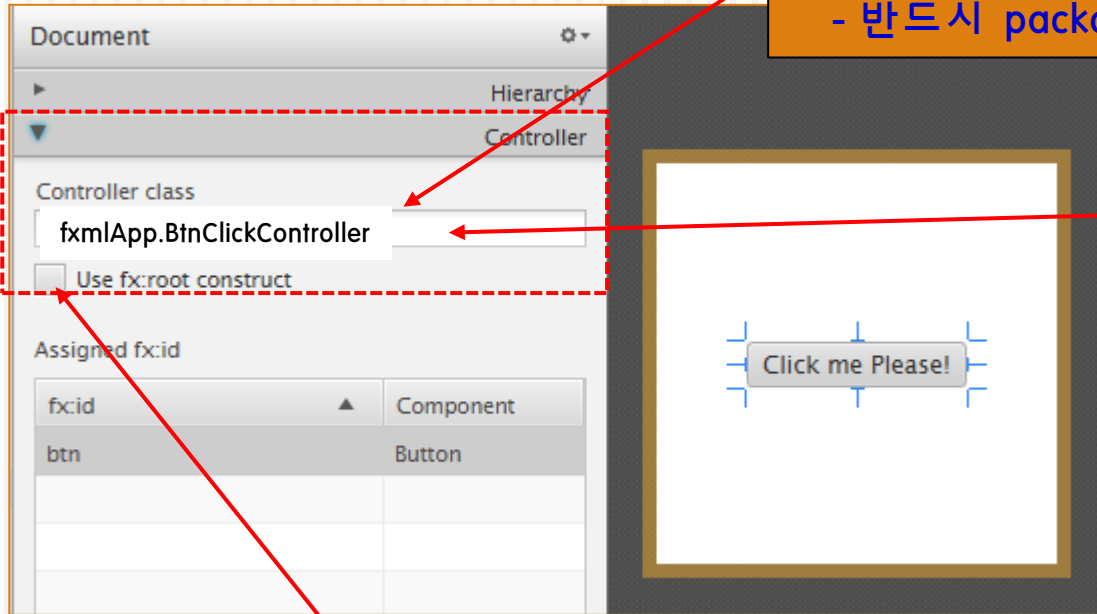 - 반드시
Document
Hierarchy
Controller
Controller class
fxmlApp.BtnClickController
Use fx:root construct
Assigned fx:id
fx:id Component
btn Button
Click me Please!